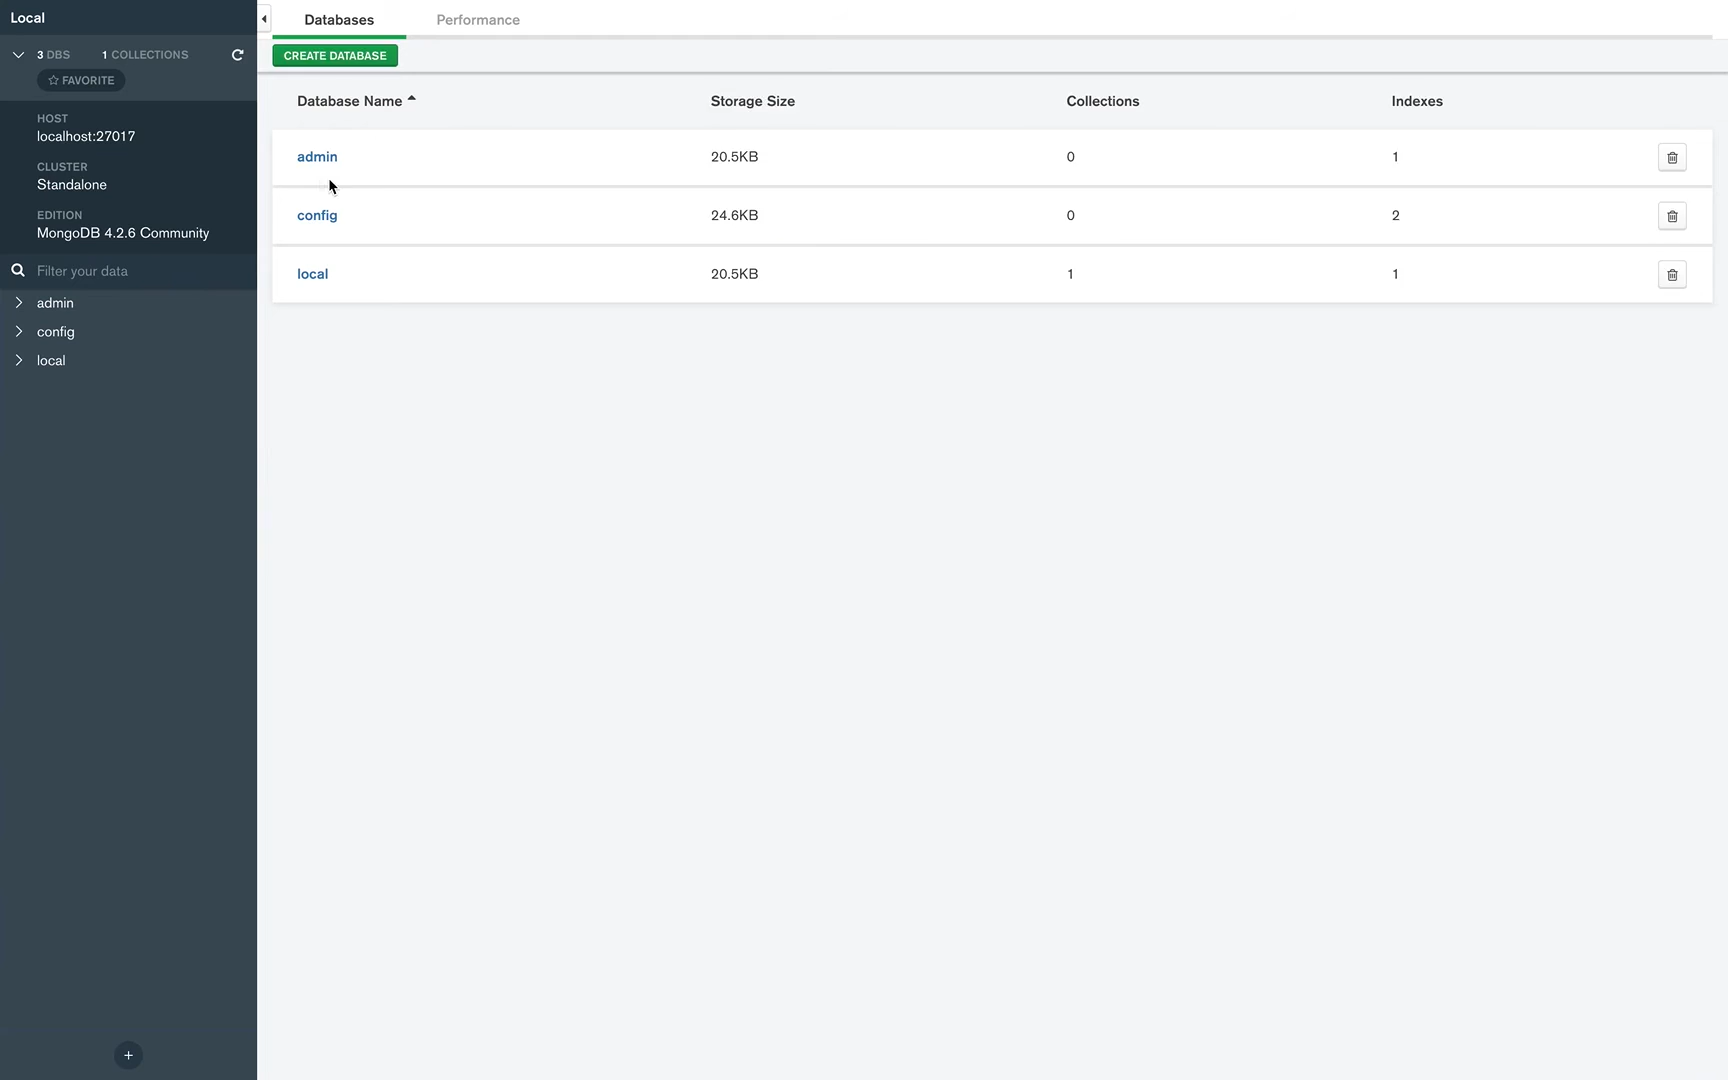 Local
3 DBS 1 COLLECTIONS
FAVORITE
HOST
localhost:27017
CLUSTER
Standalone
EDITION
MongoDB 4.2.6 Community
Filter your data
admin
config
local
+
Databases Performance
CREATE DATABASE
Database Name Storage Size Collections Indexes
admin 20.5KB 0 1
config 24.6KB 0 2
local 20.5KB 1 1